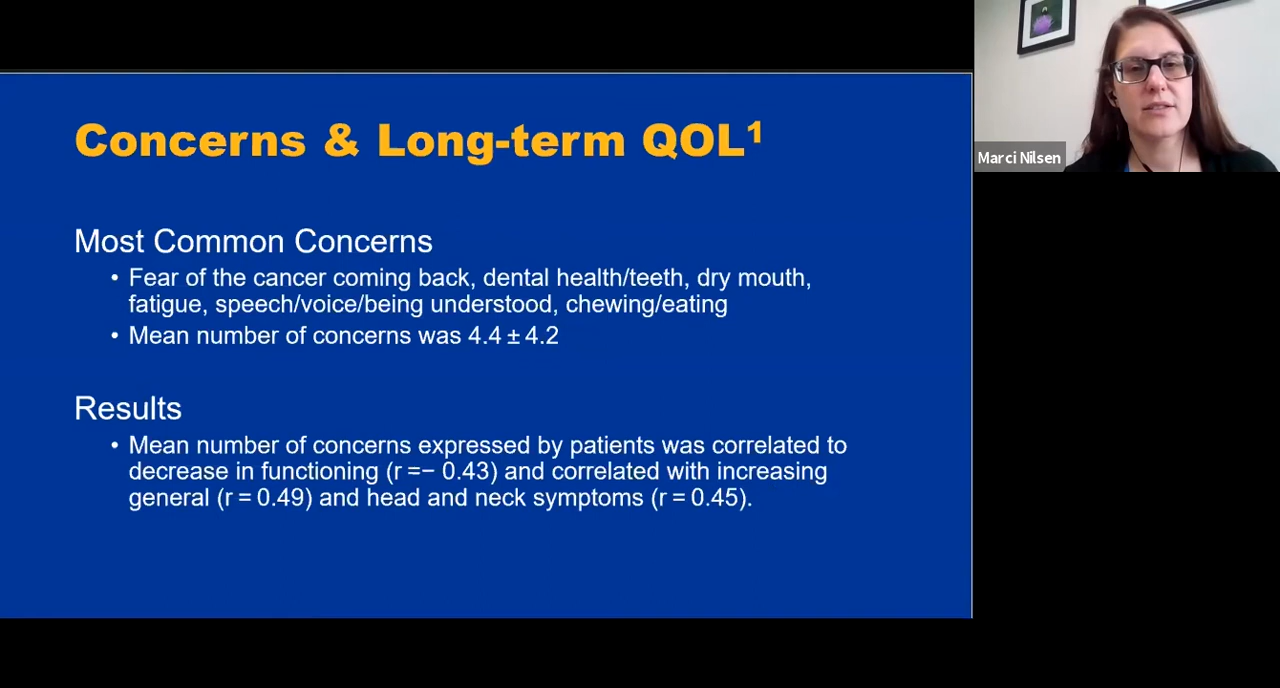 Concerns & Long-term QOL¹
Most Common Concerns
• Fear of the cancer coming back, dental health/teeth, dry mouth,
fatigue, speech/voice/being understood, chewing/eating
• Mean number of concerns was 4.4 ± 4.2
Results
• Mean number of concerns expressed by patients was correlated to
decrease in functioning (r =− 0.43) and correlated with increasing
general (r = 0.49) and head and neck symptoms (r = 0.45).
Marci Nilsen